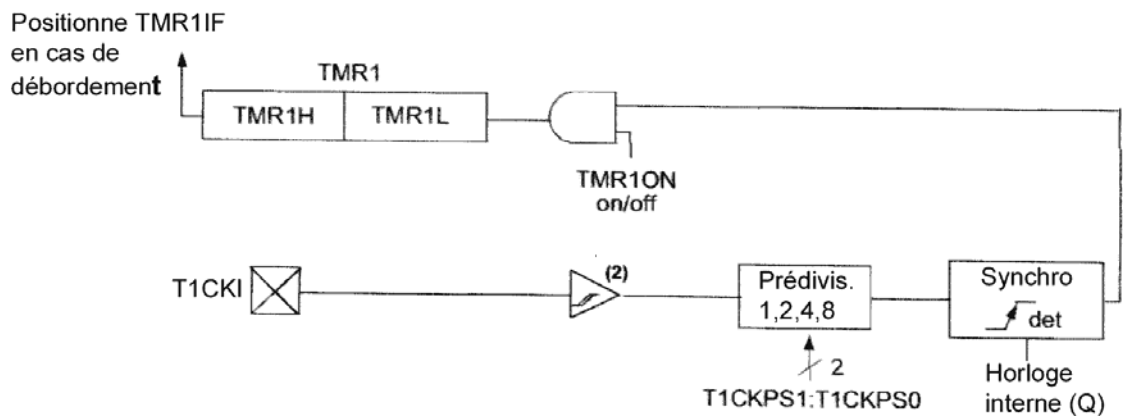 Positionne TMR1IF
en cas de
débordement
TMR1
TMR1H
TMR1L
TMR1ON
on/off
T1CKI
(2)
Prédivis.
1,2,4,8
2
T1CKPS1:T1CKPS0
Synchro
det
Horloge
interne (Q)